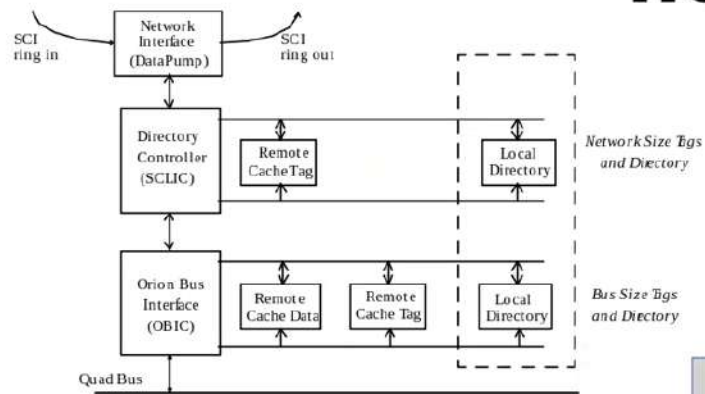 SCI
ring in
Network
Interface
(DataPump)
SCI
ring out
Directory
Controller
(SCLIC)
Remote
Cache Tag
Local
Directory
Network Size Tags
and Directory
Orion Bus
Interface
(OBIC)
Remote
Cache Data
Remote
Cache Tag
Local
Directory
Bus Size Tags
and Directory
Quad Bus